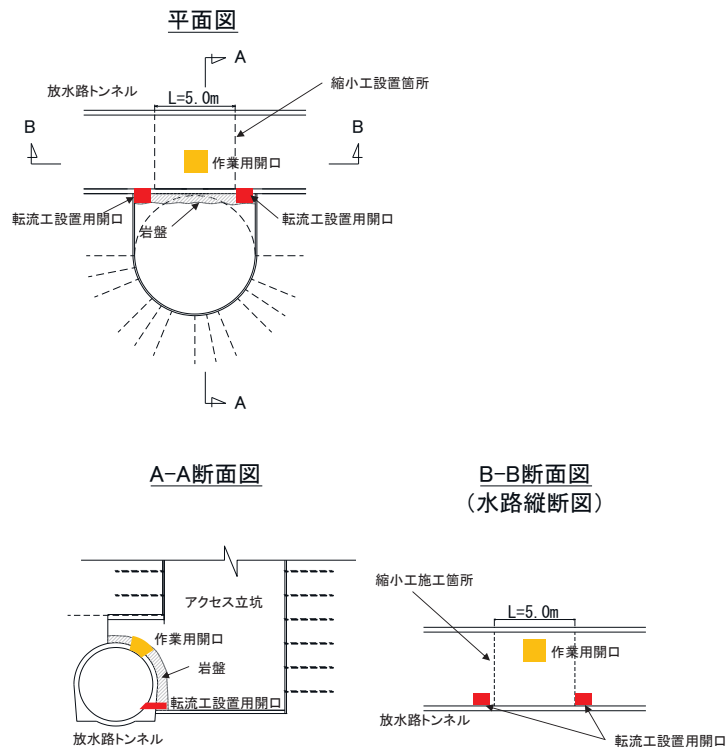 平面図
A
縮小工設置箇所
放水路トンネル
L=5.0m
B
B
作業用開口
転流工設置用開口
岩盤
転流工設置用開口
A
A-A断面図
B-B断面図
(水路縦断図)
アクセス立坑
作業用開口
岩盤
転流工設置用開口
放水路トンネル
縮小工施工箇所
L=5.0m
作業用開口
放水路トンネル
転流工設置用開口